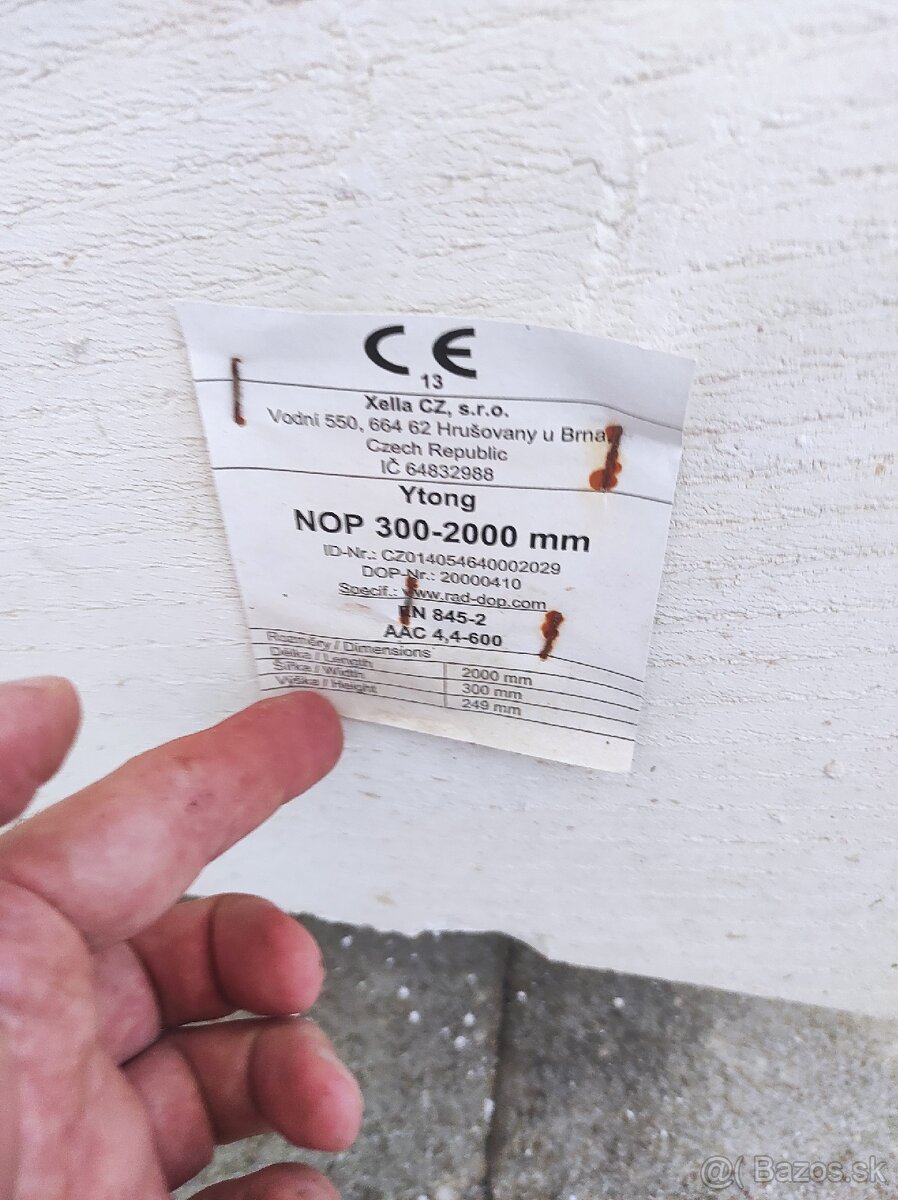 CE
13
Xella CZ, s.r.o.
Vodní 550, 664 62 Hrušovany u Brna
Czech Republic
IČ 64832988
Ytong
NOP 300-2000 mm
ID-Nr.: CZ014054640002029
DOP-Nr.: 20000410
Specif.: www.rad-dop.com
EN 845-2
AAC 4,4-600
Rozměry / Dimensions
Délka / Length 2000 mm
Šířka / Width 300 mm
Výška / Height 249 mm
@( Bazos.sk